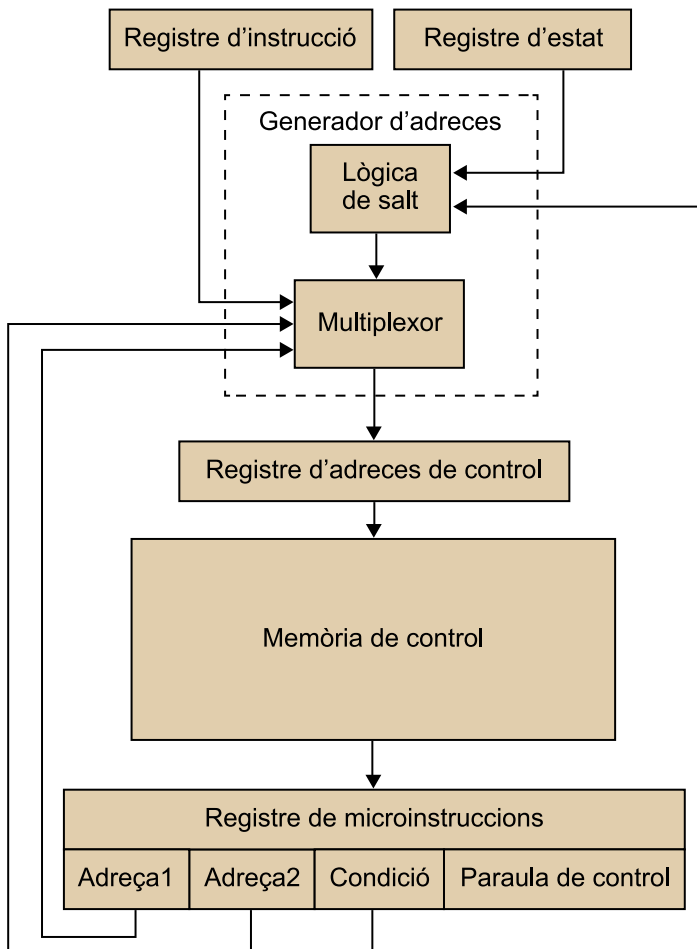 Registre d’instrucció
Registre d’estat
Generador d’adreces
Lògica
de salt
Multiplexor
Registre d’adreces de control
Memòria de control
Registre de microinstruccions
Adreça1
Adreça2
Condició
Paraula de control